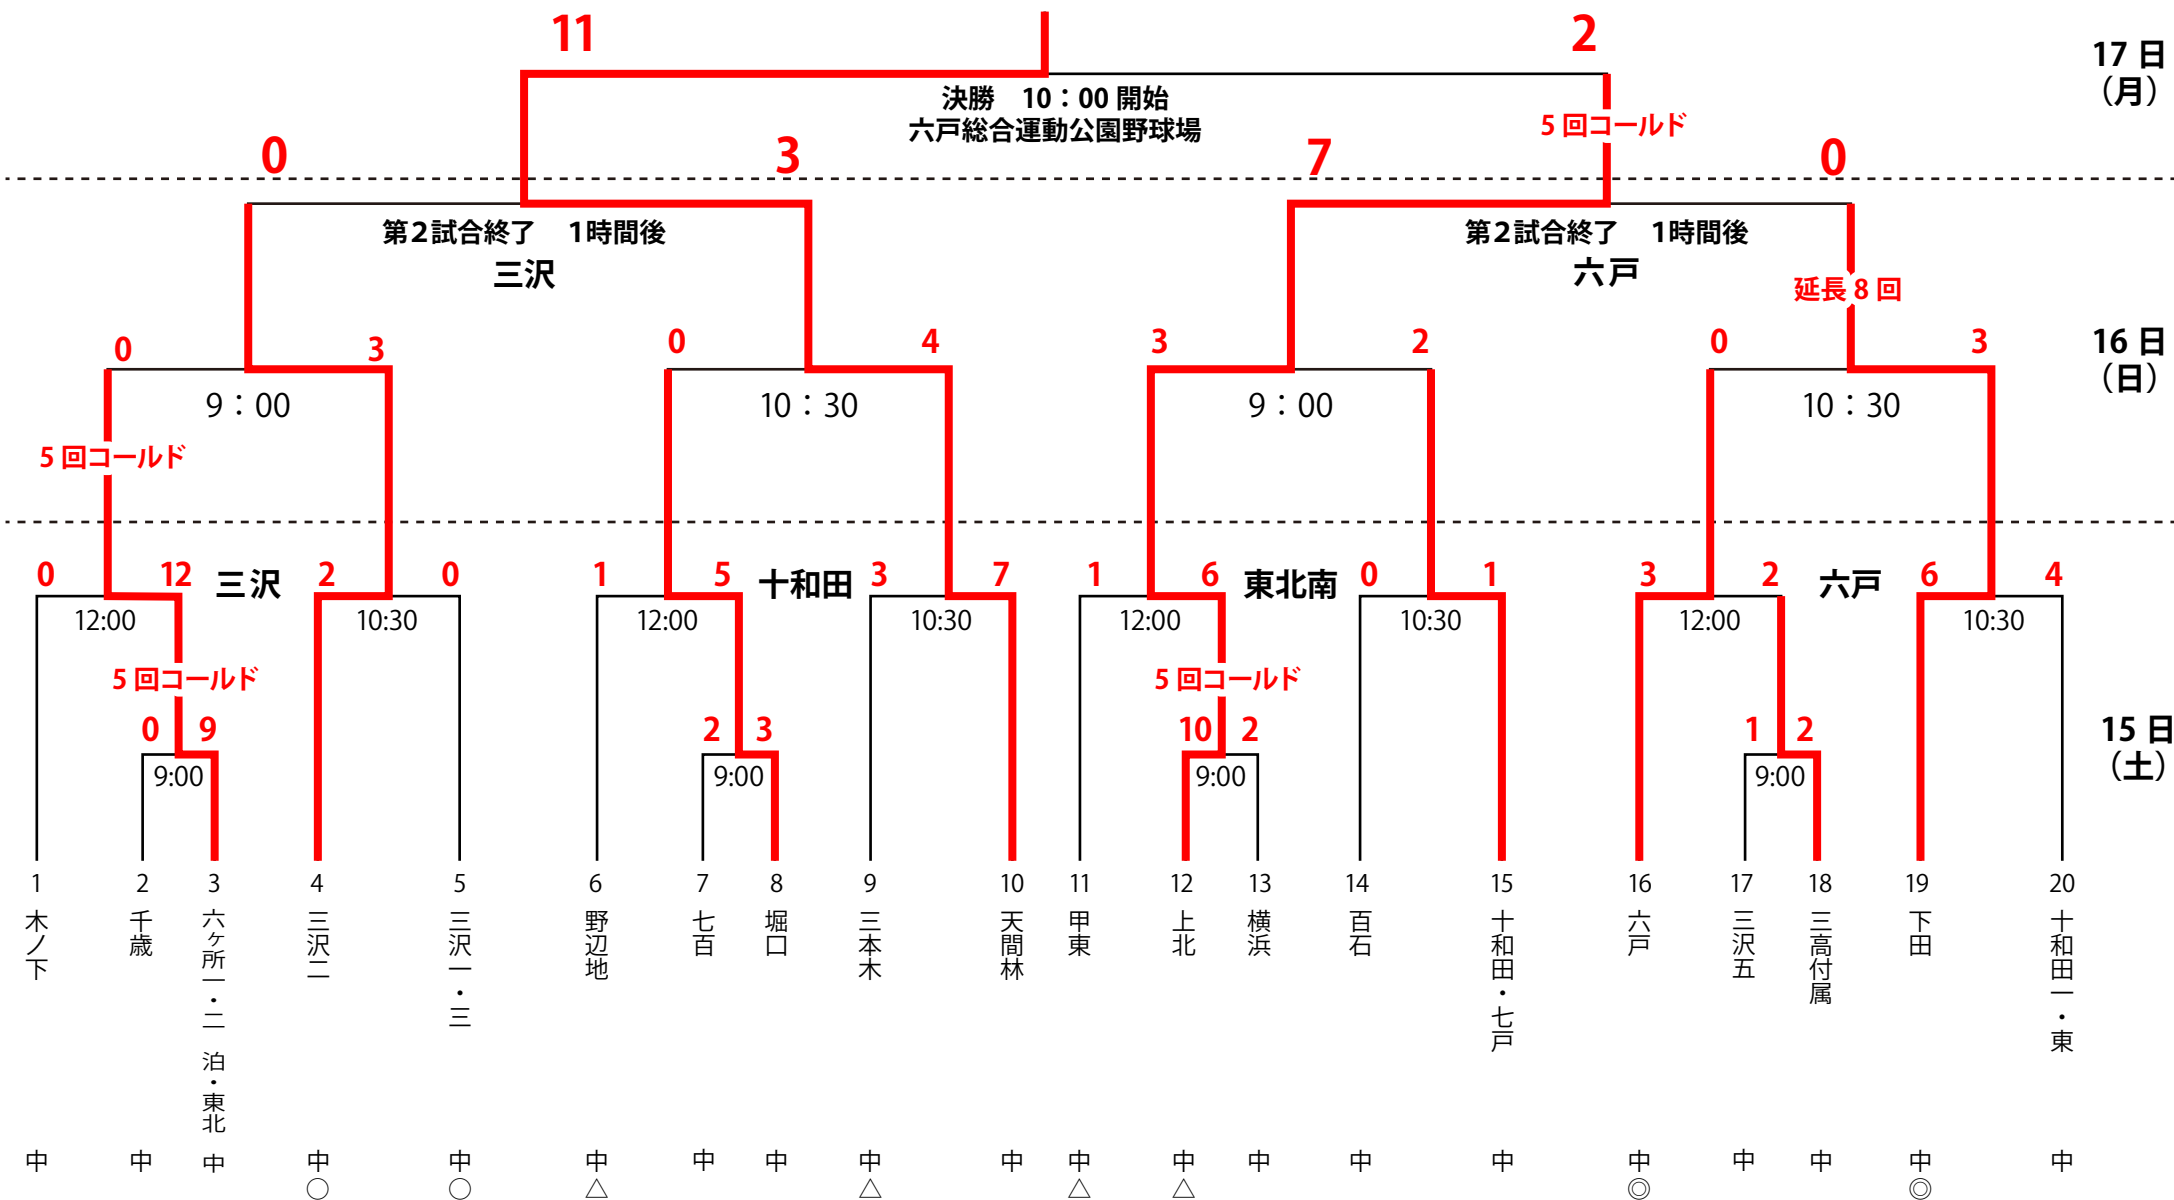 11
2
17日
（月）
決勝　10：00 開始
六戸総合運動公園野球場
5回コールド
0
3
7
0
第2試合終了　1時間後
三沢
第2試合終了　1時間後
六戸
延長8回
0
3
0
4
3
2
0
3
16日
（日）
9：00
10：30
9：00
10：30
5回コールド
0
12
三沢
2
0
1
5
十和田
3
7
1
6
東北南
0
1
3
2
六戸
6
4
12:00
10:30
12:00
10:30
12:00
10:30
12:00
10:30
5回コールド
5回コールド
0
9
2
3
10
2
1
2
15日
（土）
9:00
9:00
9:00
9:00
1
木ノ下
中
2
千歳
中
3
六ヶ所一・二　泊・東北
中
4
三沢二
中
○
5
三沢一・三
中
○
6
野辺地
中
△
7
七百
中
8
堀口
中
9
三本木
中
△
10
天間林
中
11
甲東
中
△
12
上北
中
△
13
横浜
中
14
百石
中
15
十和田・七戸
中
16
六戸
中
◎
17
三沢五
中
18
三高付属
中
19
下田
中
◎
20
十和田一・東
中